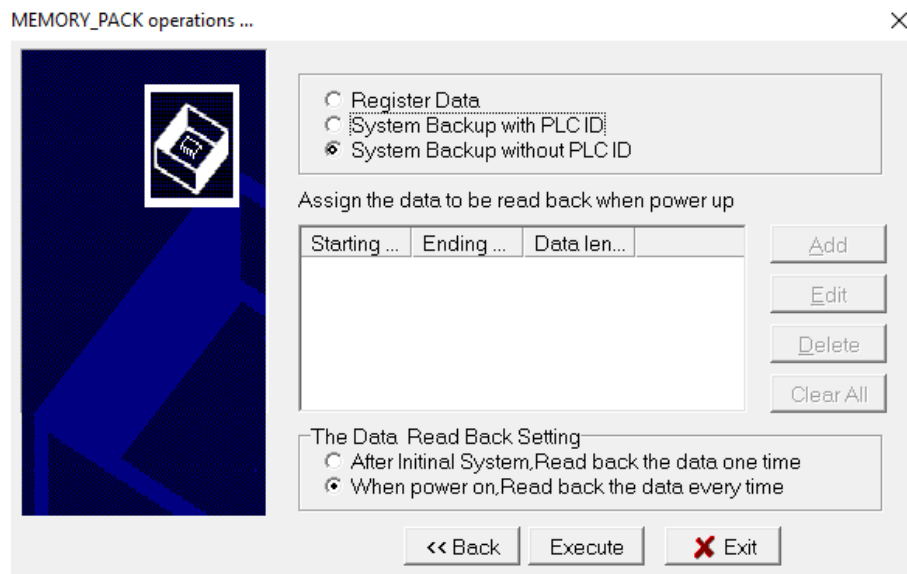 MEMORY_PACK operations ...
Register Data
System Backup with PLC ID
System Backup without PLC ID
Assign the data to be read back when power up
Starting ... Ending ... Data len...
Add
Edit
Delete
Clear All
The Data Read Back Setting
After Initinal System,Read back the data one time
When power on,Read back the data every time
<< Back Execute Exit